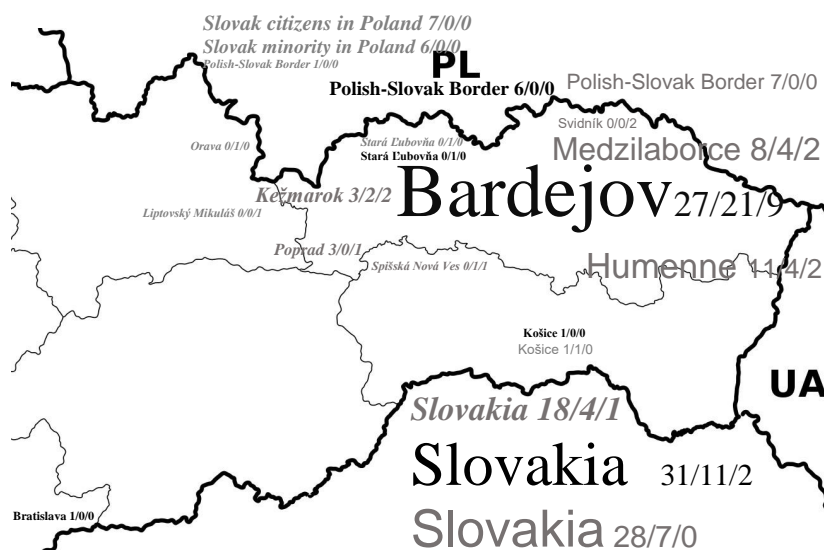 Slovak citizens in Poland 7/0/0
Slovak minority in Poland 6/0/0
Polish-Slovak Border 1/0/0
PL
Polish-Slovak Border 6/0/0
Polish-Slovak Border 7/0/0
Svidník 0/0/2
Orava 0/1/0
Stará Ľubovňa 0/1/0
Stará Ľubovňa 0/1/0
Medzilaborce 8/4/2
Kežmarok 3/2/2
Bardejov 27/21/9
Liptovský Mikuláš 0/0/1
Poprad 3/0/1
Spišská Nová Ves 0/1/1
Humenne 11/4/2
Košice 1/0/0
Košice 1/1/0
UA
Slovakia 18/4/1
Slovakia 31/11/2
Bratislava 1/0/0
Slovakia 28/7/0